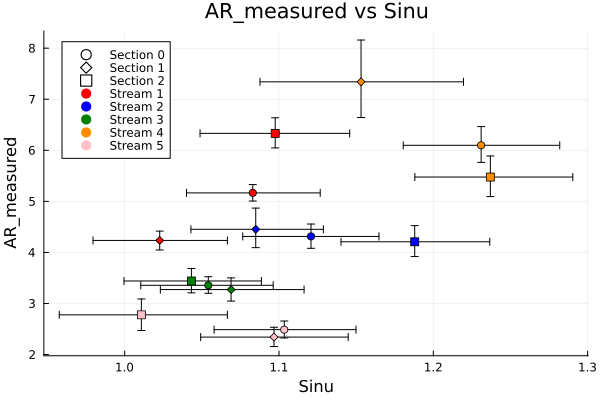 AR_measured vs Sinu
Section 0
Section 1
Section 2
Stream 1
Stream 2
Stream 3
Stream 4
Stream 5
8
7
6
5
4
3
2
AR_measured
1.0 1.1 1.2 1.3
Sinu